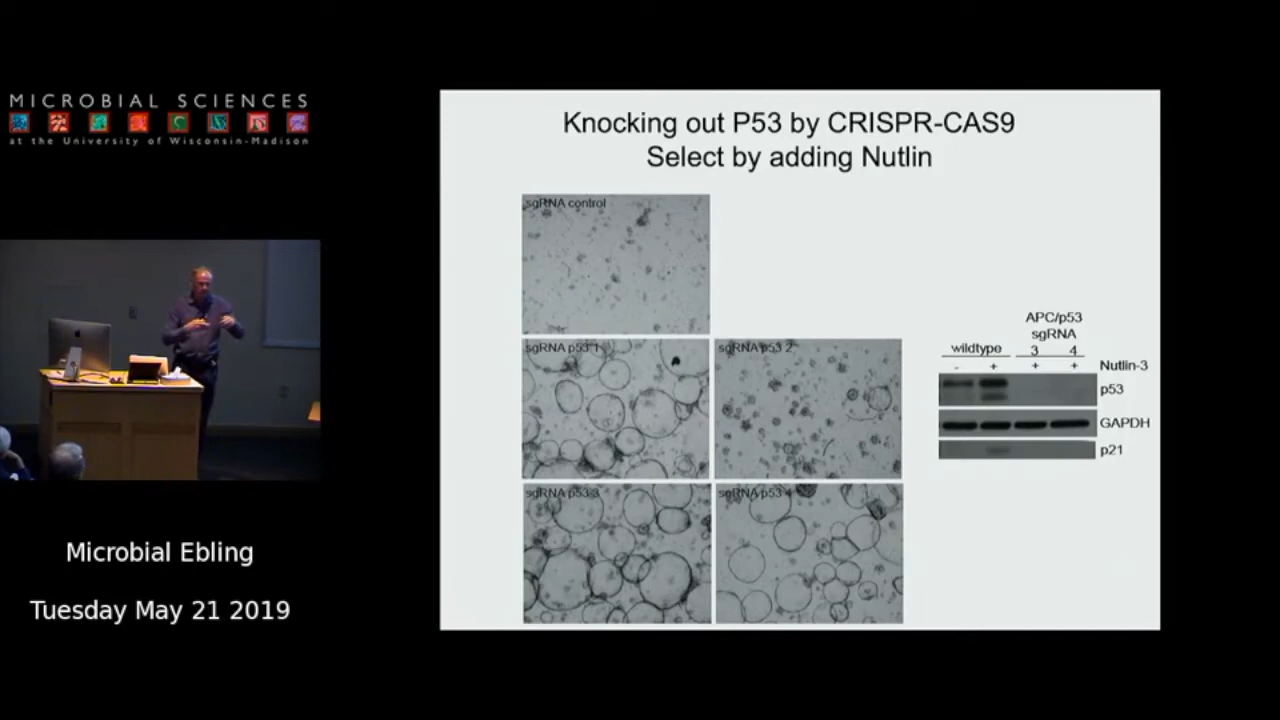 MICROBIAL SCIENCES
at the University of Wisconsin-Madison
Microbial Ebling
Tuesday May 21 2019
Knocking out P53 by CRISPR-CAS9
Select by adding Nutlin
sgRNA control
sgRNA p53 1
sgRNA p53 2
sgRNA p53 3
sgRNA p53 4
APC/p53
sgRNA
wildtype 3 4
- + + + Nutlin-3
p53
GAPDH
p21